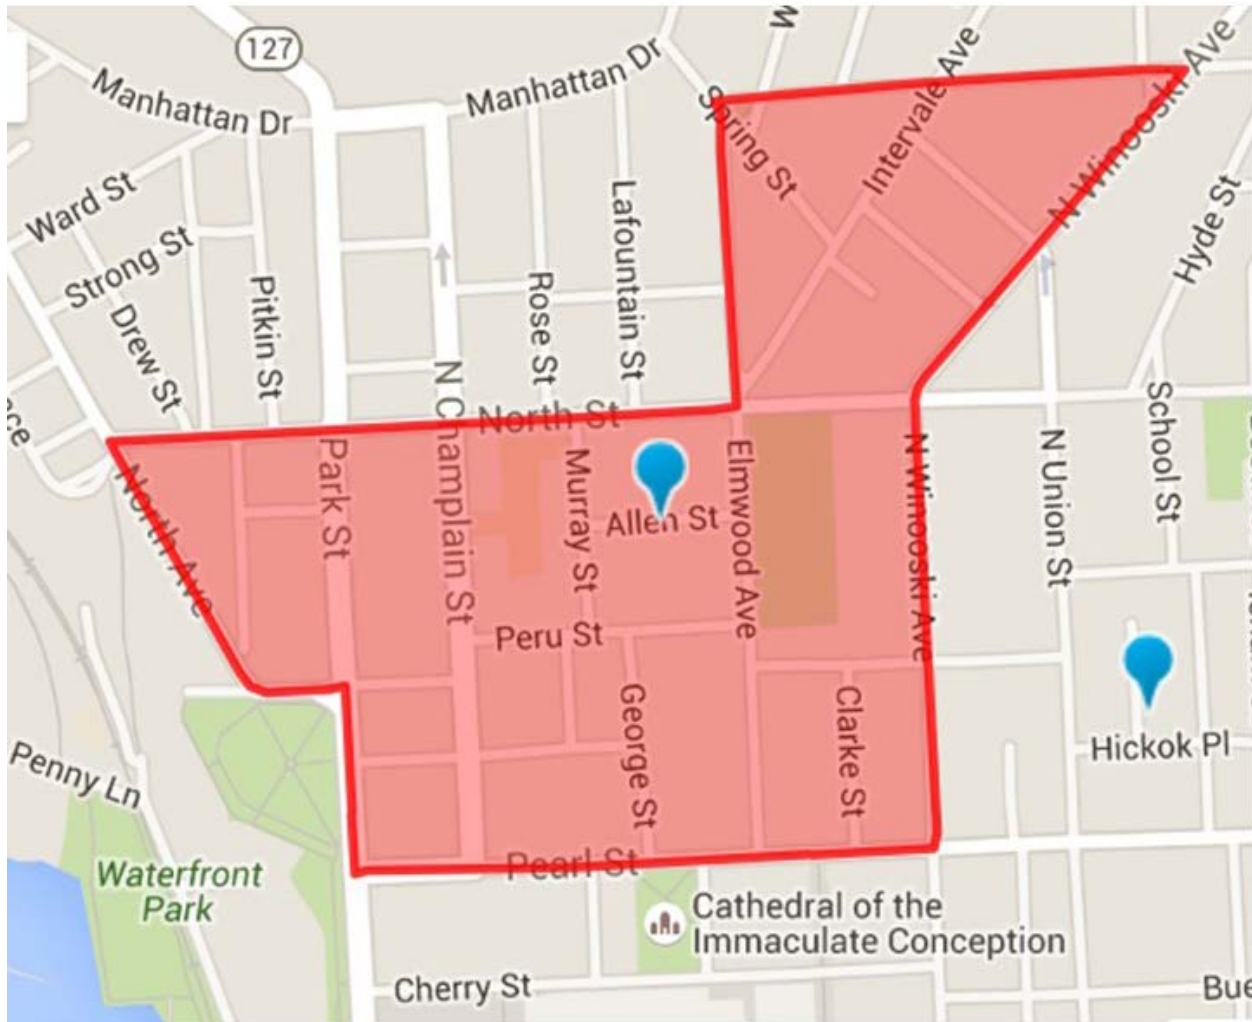 127
W
Manhattan Dr
Manhattan Dr
Intervale Ave
N Winooski Ave
Spring St
Ward St
Lafountain St
Hyde St
Strong St
Pitkin St
Rose St
Drew St
N Champlain St
North St
School St
North Ave
Park St
Murray St
Allen St
Elmwood Ave
N Winooski Ave
N Union St
Peru St
George St
Clarke St
Hickok Pl
Penny Ln
Waterfront
Park
Pearl St
Cathedral of the
Immaculate Conception
Cherry St
Bue